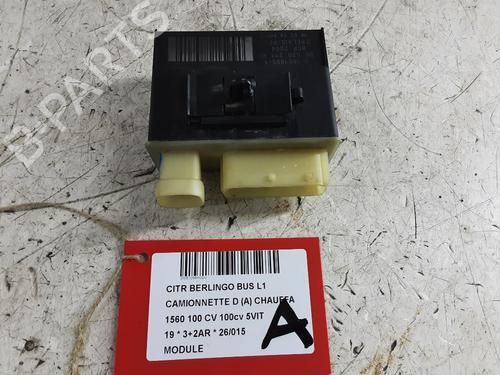 B-PARTS
CITR BERLINGO BUS L1
CAMIONNETTE D (A) CHAUFFA
1560 100 CV 100cv 5VIT
19 * 3+2AR * 26/015
MODULE
A